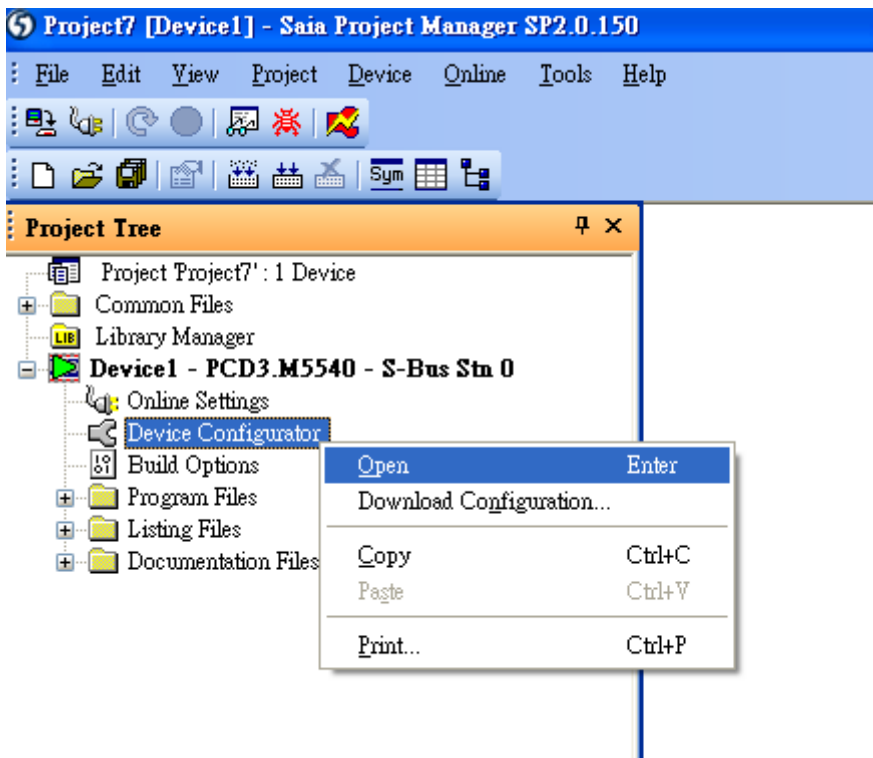 Project7 [Device1] - Saia Project Manager SP2.0.150
File Edit View Project Device Online Tools Help
Sym
Project Tree
Project 'Project7' : 1 Device
Common Files
LIB Library Manager
Device1 - PCD3.M5540 - S-Bus Stn 0
Online Settings
Device Configurator
Build Options
Open Enter
Program Files
Download Configuration...
Listing Files
Copy Ctrl+C
Documentation Files
Paste Ctrl+V
Print... Ctrl+P